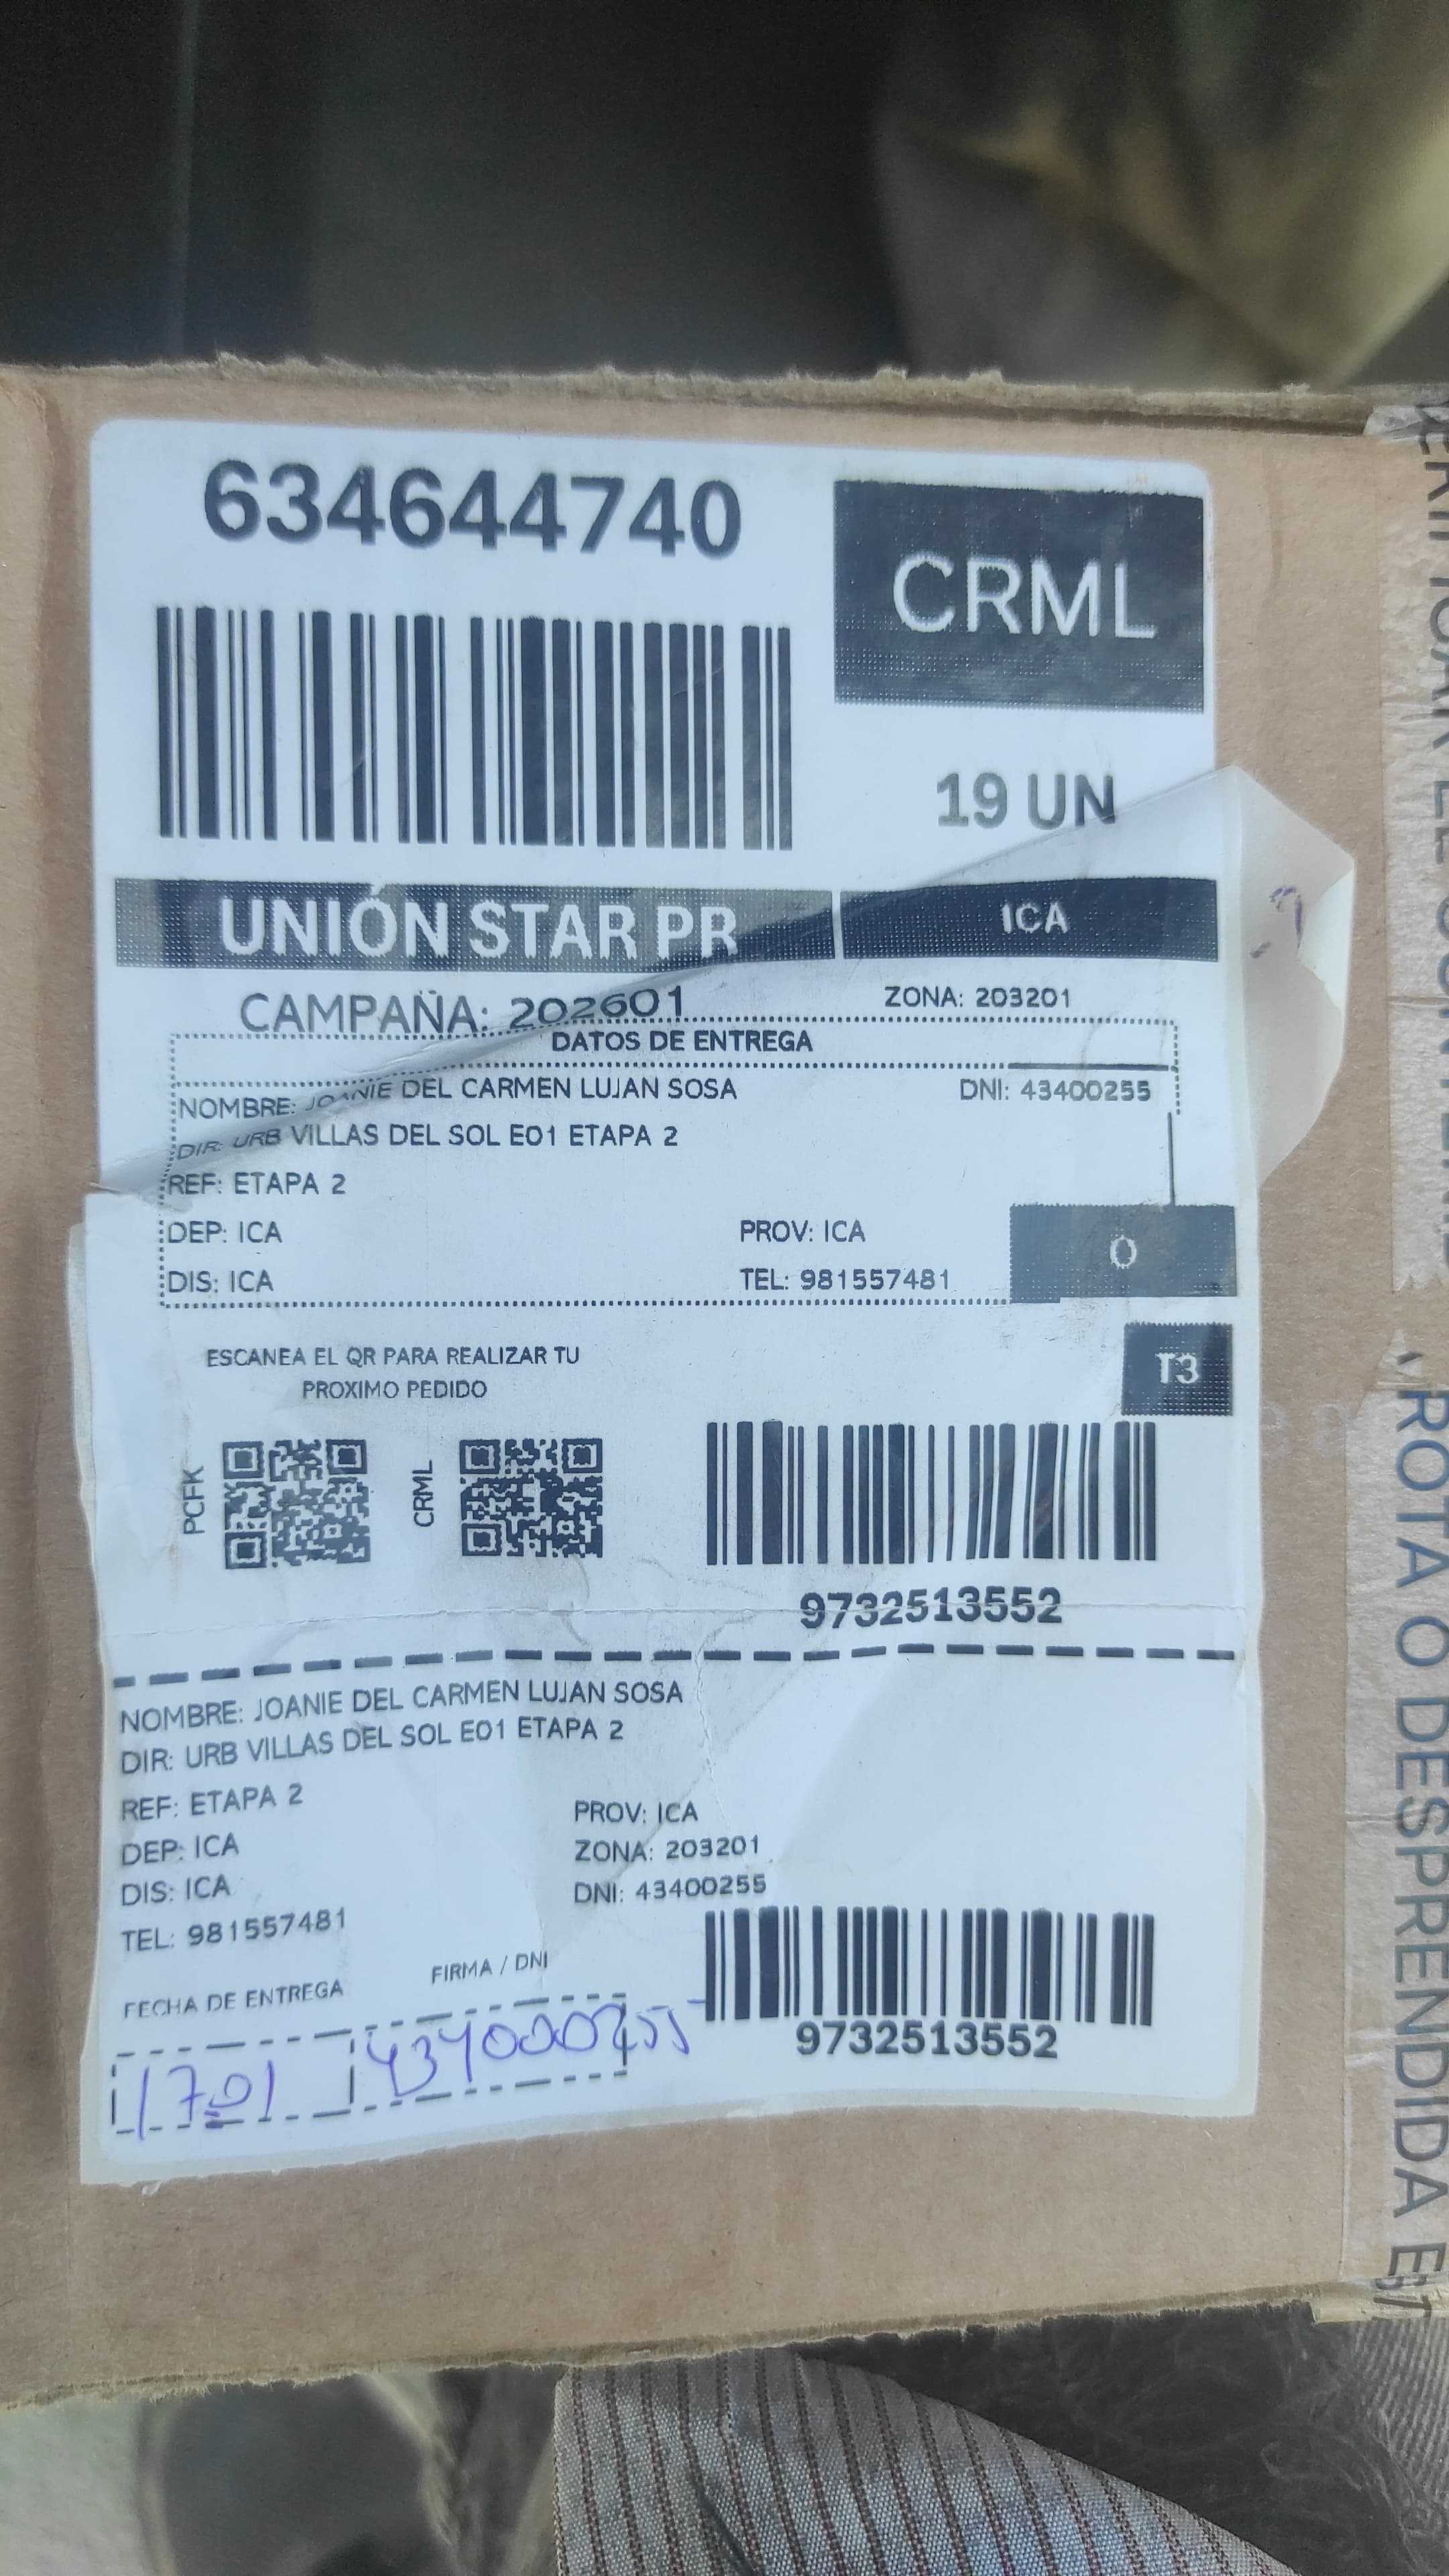 634644740
CRML
19 UN
UNIÓN STAR PR
ICA
CAMPAÑA: 202601
ZONA: 203201
DATOS DE ENTREGA
NOMBRE: JOANIE DEL CARMEN LUJAN SOSA
DNI: 43400255
DIR: URB VILLAS DEL SOL E01 ETAPA 2
REF: ETAPA 2
DEP: ICA
PROV: ICA
O
DIS: ICA
TEL: 981557481
ESCANEA EL QR PARA REALIZAR TU
PROXIMO PEDIDO
T3
PCFK
CRML
9732513552
NOMBRE: JOANIE DEL CARMEN LUJAN SOSA
DIR: URB VILLAS DEL SOL E01 ETAPA 2
REF: ETAPA 2
PROV: ICA
DEP: ICA
ZONA: 203201
DIS: ICA
DNI: 43400255
TEL: 981557481
FECHA DE ENTREGA
FIRMA / DNI
9732513552
ROTA O DESPRENDIDA